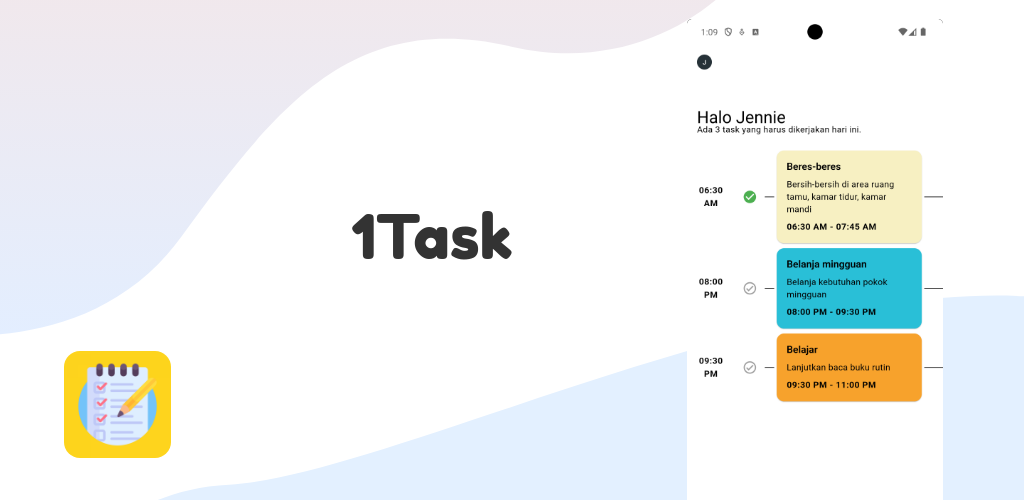 1Task
1:09
J
Halo Jennie
Ada 3 task yang harus dikerjakan hari ini.
06:30
AM
Beres-beres
Bersih-bersih di area ruang
tamu, kamar tidur, kamar
mandi
06:30 AM - 07:45 AM
08:00
PM
Belanja mingguan
Belanja kebutuhan pokok
mingguan
08:00 PM - 09:30 PM
09:30
PM
Belajar
Lanjutkan baca buku rutin
09:30 PM - 11:00 PM